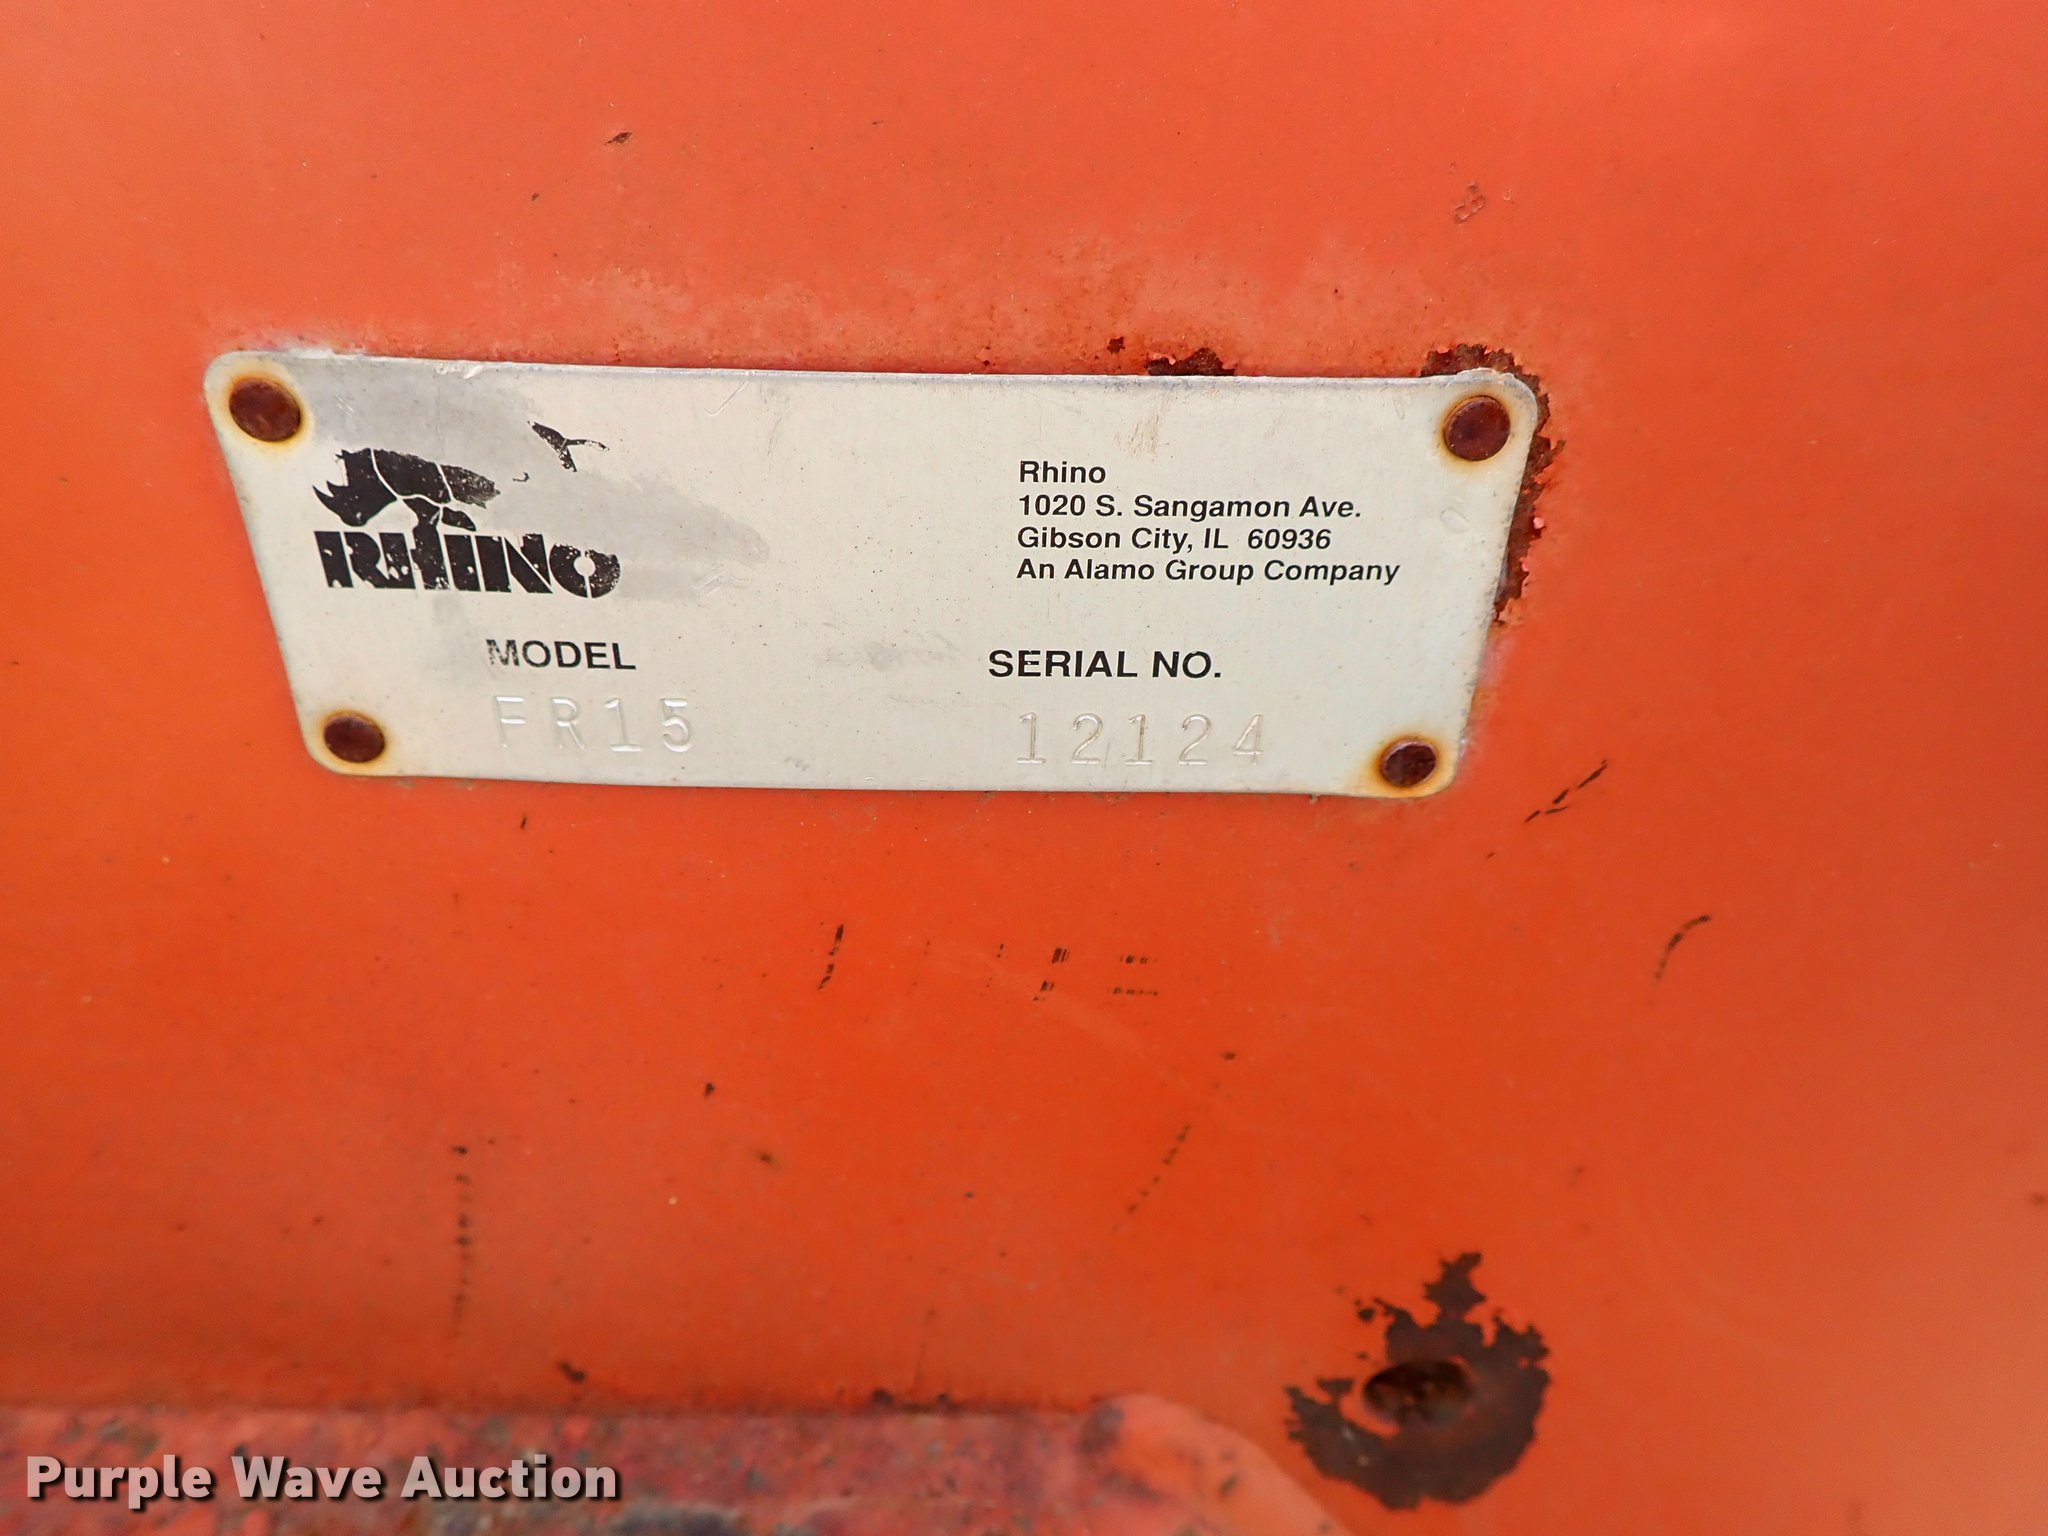 RHINO
Rhino
1020 S. Sangamon Ave.
Gibson City, IL 60936
An Alamo Group Company
MODEL
FR15
SERIAL NO.
12124
Purple Wave Auction